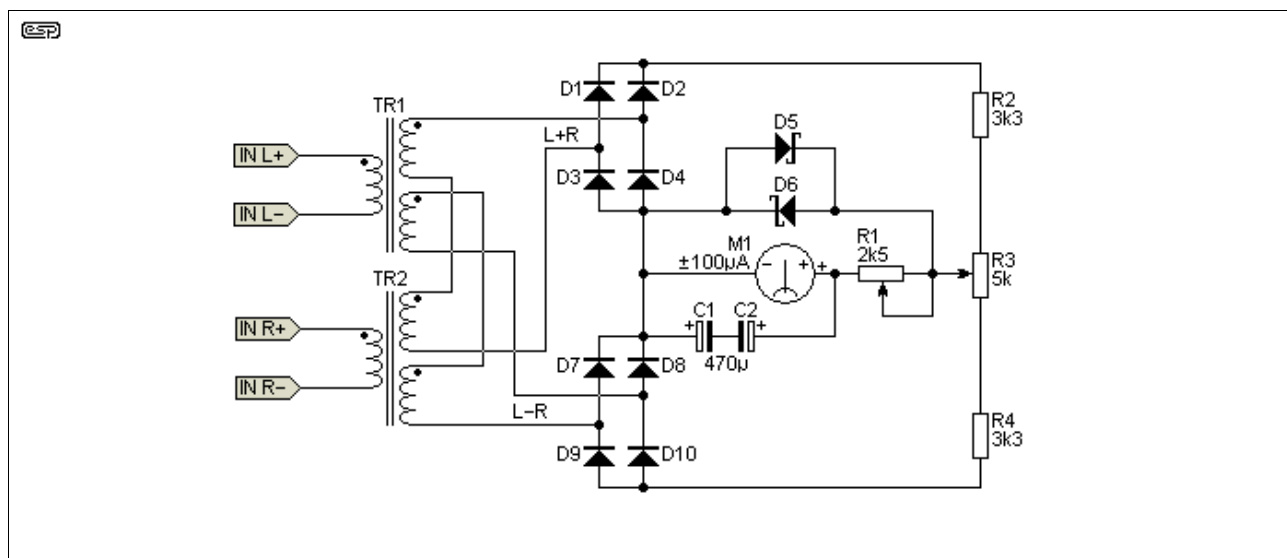 esp
TR1
IN L+
IN L−
TR2
IN R+
IN R−
L+R
L−R
D1
D2
D3
D4
D5
D6
M1
±100µA
− + +
R1
2k5
R2
3k3
R3
5k
R4
3k3
C1
C2
+ +
470µ
D7
D8
D9
D10